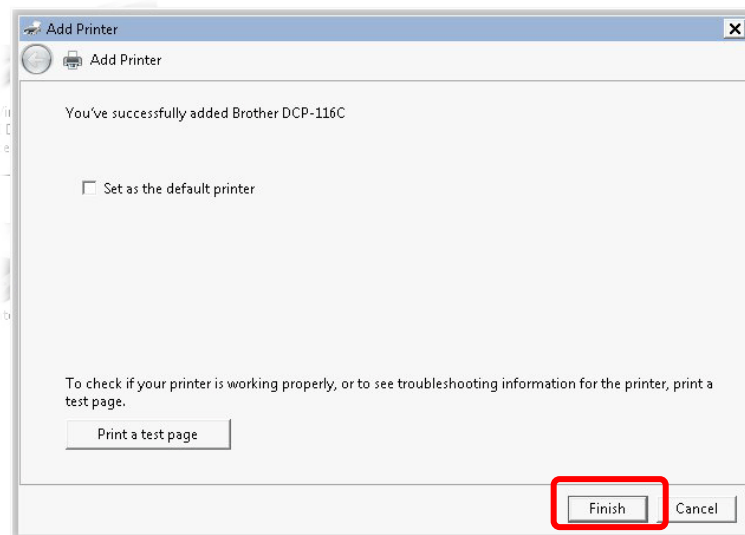 Add Printer
Add Printer
You've successfully added Brother DCP-116C
Set as the default printer
To check if your printer is working properly, or to see troubleshooting information for the printer, print a
test page.
Print a test page
Finish Cancel